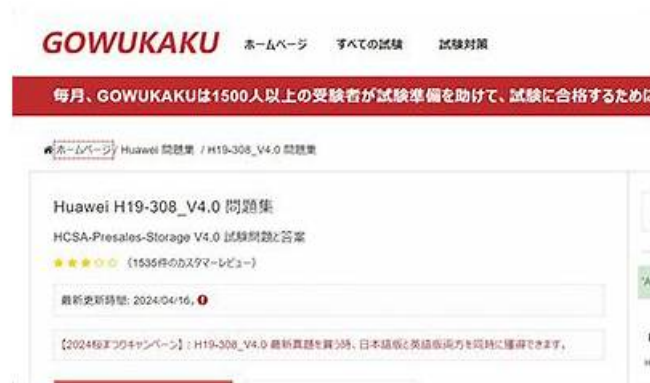 GOWUKAKU ホームページ すべての試験 試験対策
毎月、GOWUKAKUは1500人以上の受験者が試験準備を助けて、試験に合格するために
ホームページ/ Huawei 問題集 / H19-308_V4.0 問題集
Huawei H19-308_V4.0 問題集
HCSA-Presales-Storage V4.0 試験問題と答案
(1535件のカスタマーレビュー)
最新更新時間: 2024/04/16,
【2024桜まつりキャンペーン】: H19-308_V4.0 最新真題を買う時、日本語版と英語版両方を同時に獲得できます。